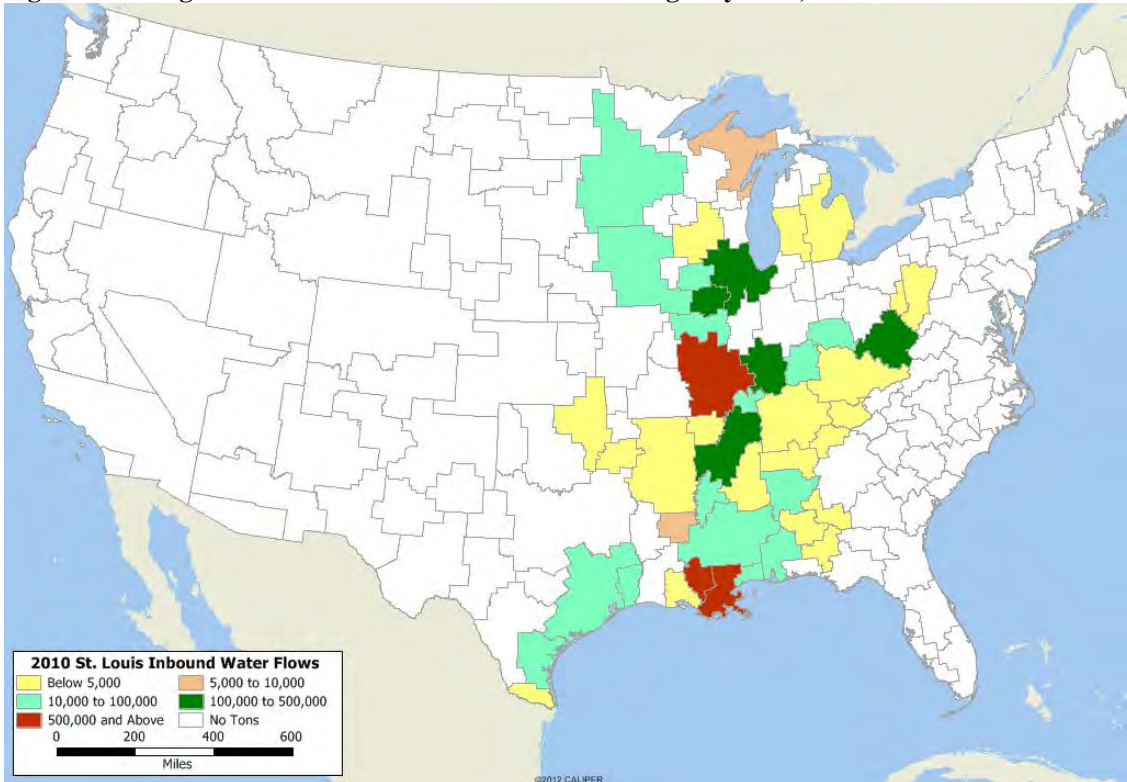 2010 St. Louis Inbound Water Flows
Below 5,000 5,000 to 10,000
10,000 to 100,000 100,000 to 500,000
500,000 and Above No Tons
0 200 400 600
Miles
©2012 CALIPER